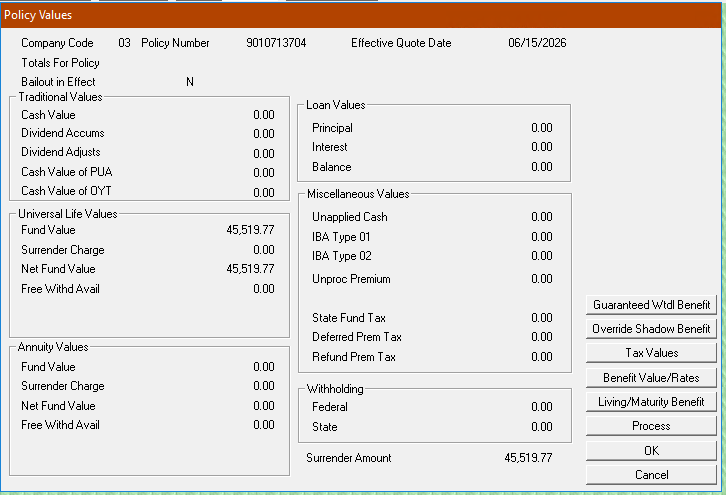 Policy Values
Company Code 03 Policy Number 9010713704 Effective Quote Date 06/15/2026
Totals For Policy
Bailout in Effect N
Traditional Values
Cash Value 0.00
Dividend Accums 0.00
Dividend Adjusts 0.00
Cash Value of PUA 0.00
Cash Value of OYT 0.00
Universal Life Values
Fund Value 45,519.77
Surrender Charge 0.00
Net Fund Value 45,519.77
Free Withd Avail 0.00
Annuity Values
Fund Value 0.00
Surrender Charge 0.00
Net Fund Value 0.00
Free Withd Avail 0.00
Loan Values
Principal 0.00
Interest 0.00
Balance 0.00
Miscellaneous Values
Unapplied Cash 0.00
IBA Type 01 0.00
IBA Type 02 0.00
Unproc Premium 0.00
State Fund Tax 0.00
Deferred Prem Tax 0.00
Refund Prem Tax 0.00
Withholding
Federal 0.00
State 0.00
Surrender Amount 45,519.77
Guaranteed Wtdl Benefit
Override Shadow Benefit
Tax Values
Benefit Value/Rates
Living/Maturity Benefit
Process
OK
Cancel